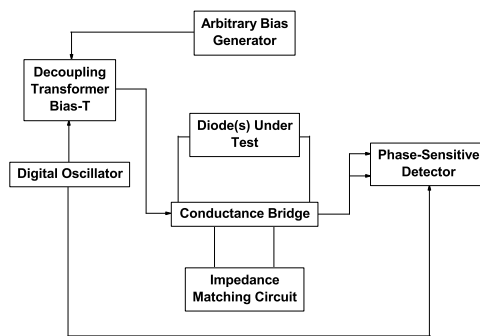 Arbitrary Bias
Generator
Decoupling
Transformer
Bias-T
Diode(s) Under
Test
Phase-Sensitive
Detector
Digital Oscillator
Conductance Bridge
Impedance
Matching Circuit